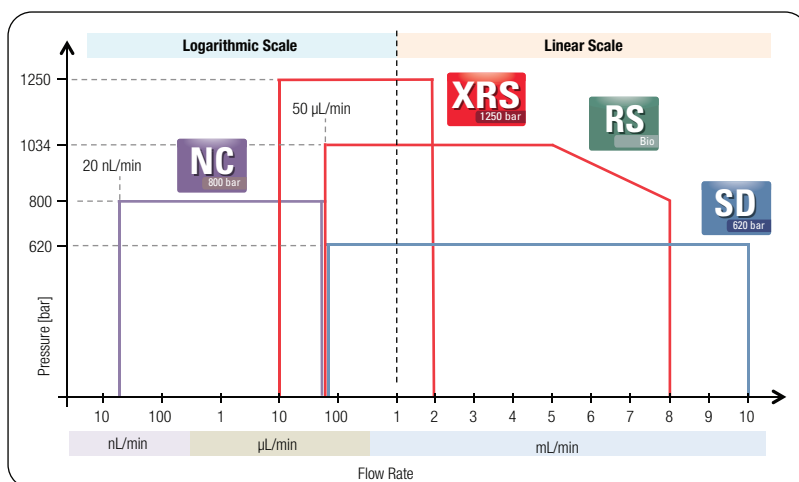 Logarithmic Scale Linear Scale
1250
XRS
1250 bar
50 µL/min
RS
Bio
1034
NC
800 bar
20 nL/min
800
SD
620 bar
620
Pressure [bar]
10 100 1 10 100 1 2 3 4 5 6 7 8 9 10
nL/min µL/min mL/min
Flow Rate